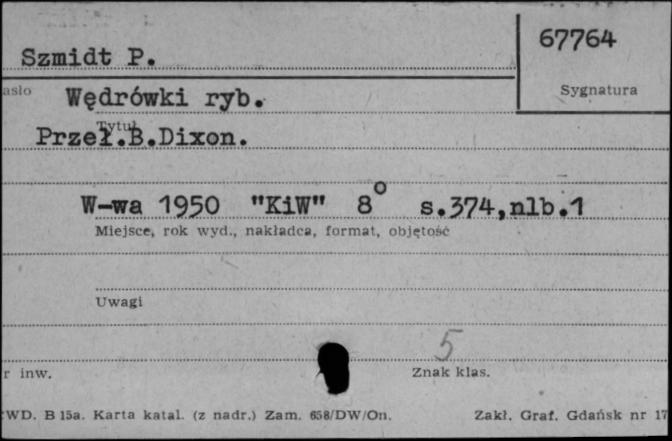 67764
Szmidt P.
asło
Sygnatura
Wędrówki ryb.
Tytuł
Przeł.B.Dixon.
W-wa 1950 "KiW" 8° s.374,nlb.1
Miejsce, rok wyd., nakładca, format, objętość
Uwagi
5
r inw.
Znak klas.
WD. B 15a. Karta katal. (z nadr.) Zam. 658/DW/On. Zakł. Graf. Gdańsk nr 17